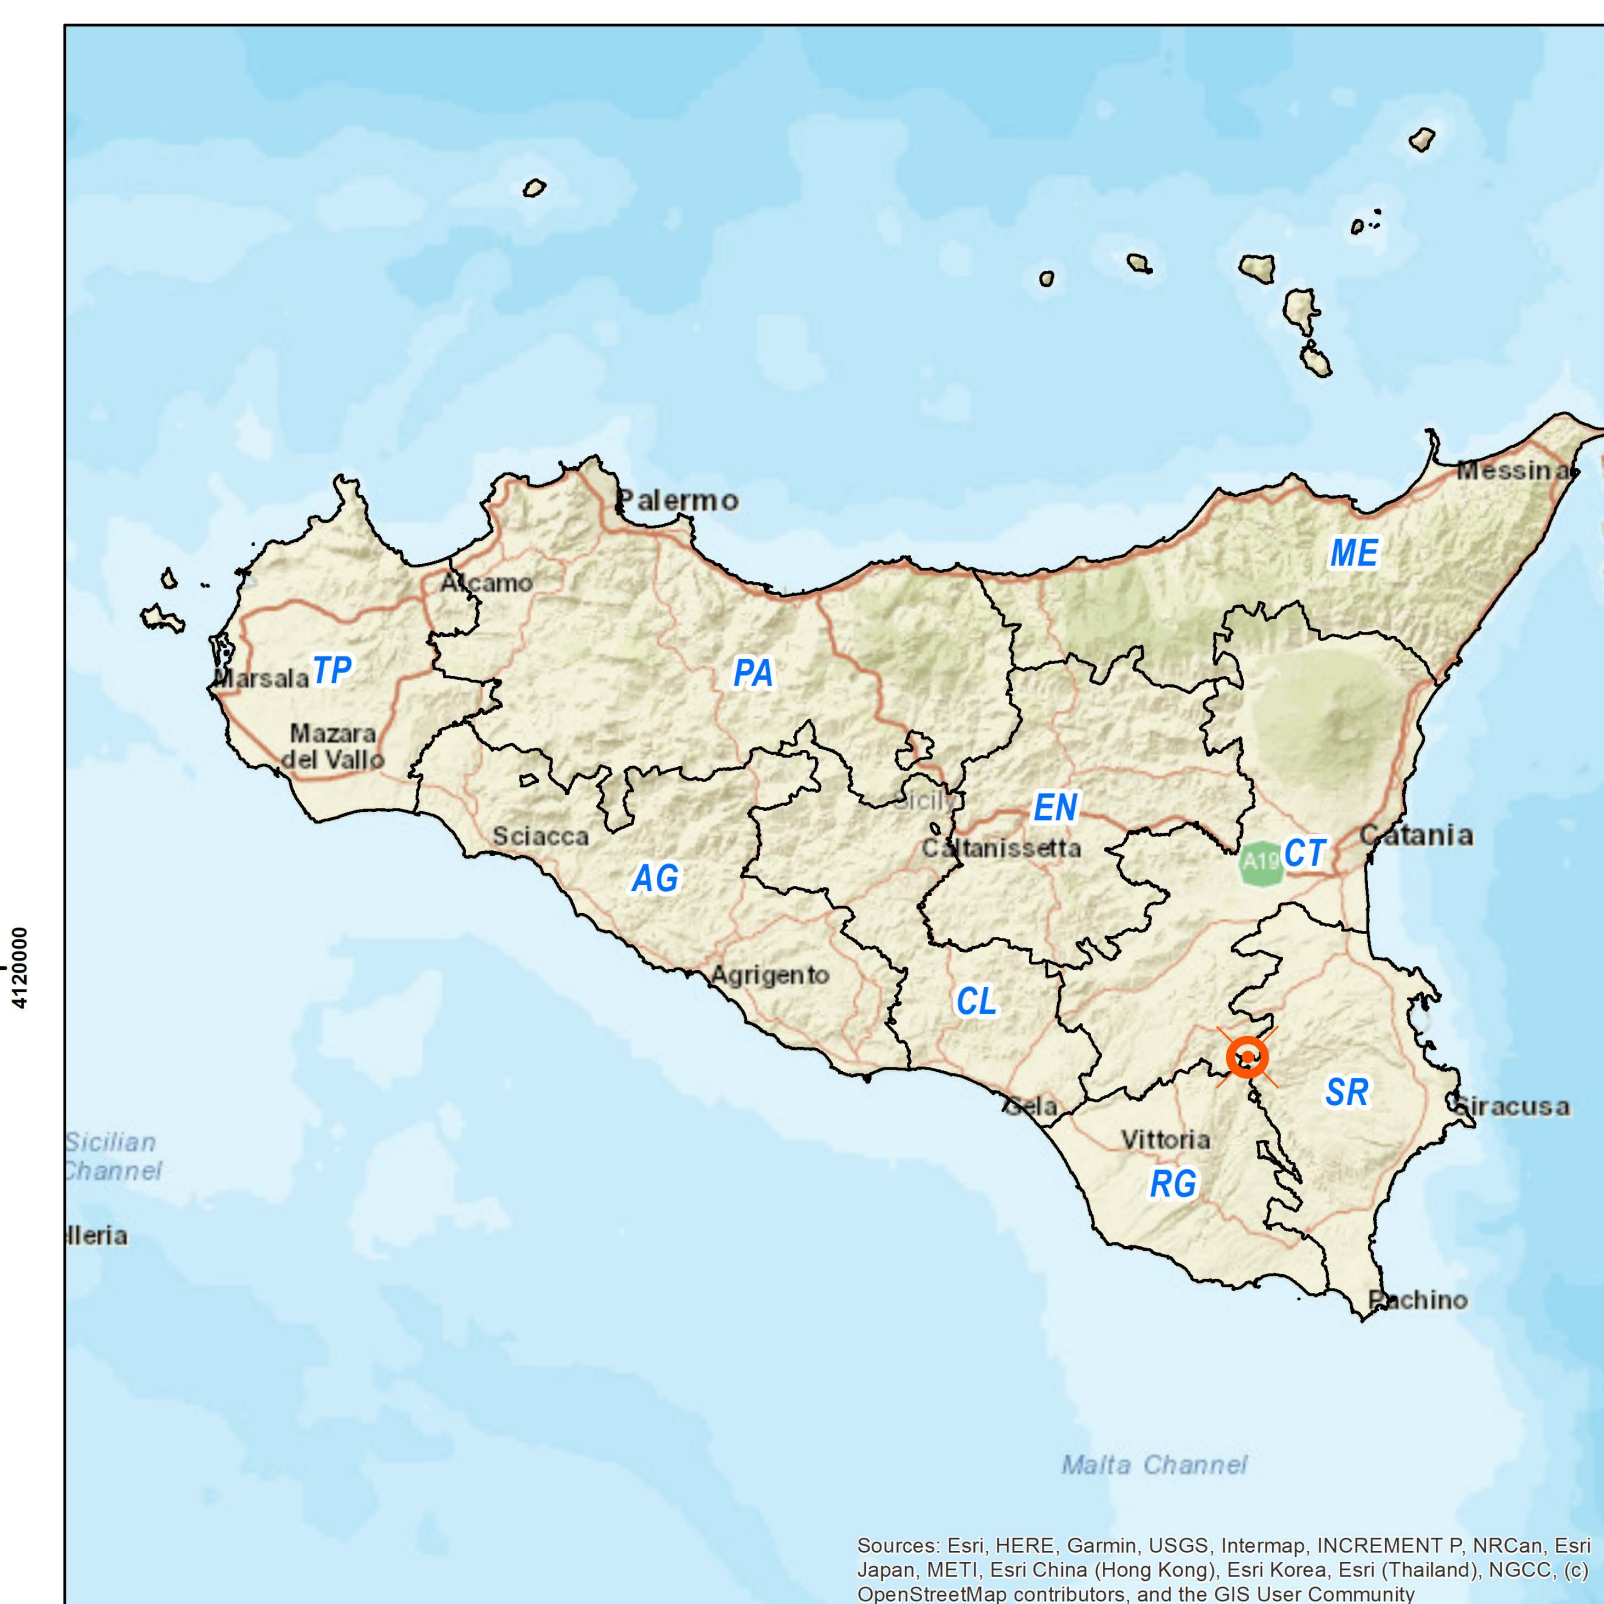 Palermo
Messina
ME
Alcamo
PA
Marsala
TP
Mazara
del Vallo
Sicily
EN
Sciacca
Caltanissetta
A19
CT
Catania
AG
4120000
Agrigento
CL
SR
Gela
Siracusa
Sicilian
Channel
Vittoria
RG
lleria
Pachino
Malta Channel
Sources: Esri, HERE, Garmin, USGS, Intermap, INCREMENT P, NRCan, Esri
Japan, METI, Esri China (Hong Kong), Esri Korea, Esri (Thailand), NGCC, (c)
OpenStreetMap contributors, and the GIS User Community